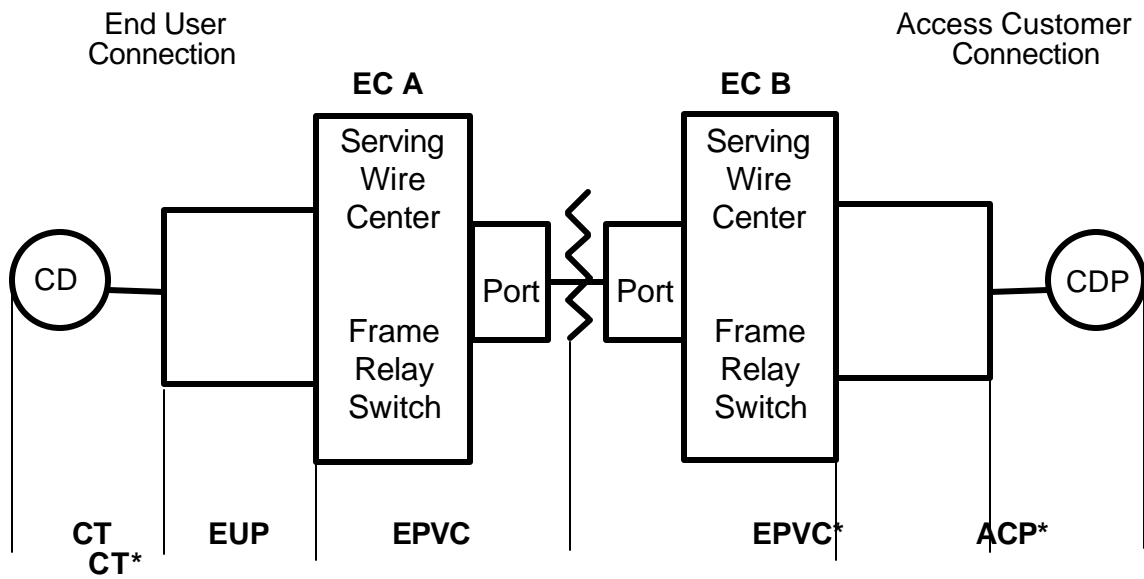 End User
Connection
Access Customer
Connection
EC A
EC B
Serving
Wire
Center
Frame
Relay
Switch
Serving
Wire
Center
Frame
Relay
Switch
CD
Port
Port
CDP
CT
CT*
EUP
EPVC
EPVC*
ACP*